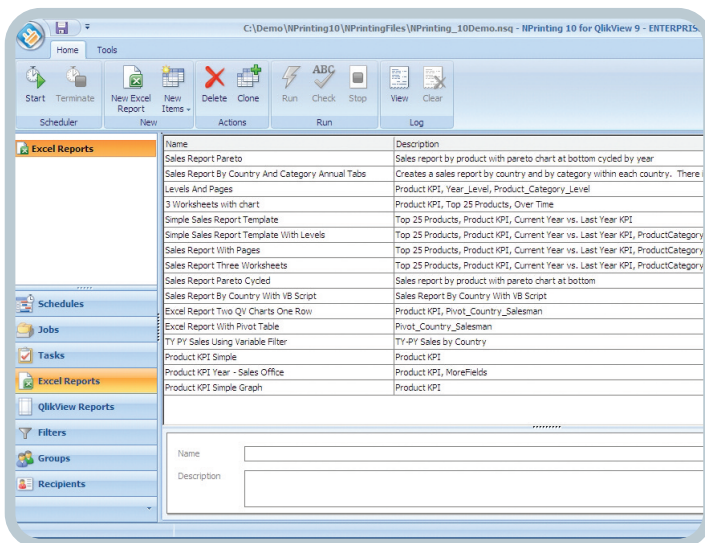 C:\Demo\NPrinting10\NPrintingFiles\NPrinting_10Demo.nsq - NPrinting 10 for QlikView 9 - ENTERPRIS
Home Tools
Start Terminate New Excel Report New Items Delete Clone Run Check Stop View Clear
ABC
Scheduler New Actions Run Log
Excel Reports
Schedules
Jobs
Tasks
Excel Reports
QlikView Reports
Filters
Groups
Recipients
Name Description
Sales Report Pareto Sales report by product with pareto chart at bottom cycled by year
Sales Report By Country And Category Annual Tabs Creates a sales report by country and by category within each country. There
Levels And Pages Product KPI, Year_Level, Product_Category_Level
3 Worksheets with chart Product KPI, Top 25 Products, Over Time
Simple Sales Report Template Top 25 Products, Product KPI, Current Year vs. Last Year KPI
Simple Sales Report Template With Levels Top 25 Products, Product KPI, Current Year vs. Last Year KPI, ProductCategory
Sales Report With Pages Top 25 Products, Product KPI, Current Year vs. Last Year KPI, ProductCategory
Sales Report Three Worksheets Top 25 Products, Product KPI, Current Year vs. Last Year KPI, ProductCategory
Sales Report Pareto Cycled Sales report by product with pareto chart at bottom
Sales Report By Country With VB Script Sales Report By Country With VB Script
Excel Report Two QV Charts One Row Product KPI, Pivot_Country_Salesman
Excel Report With Pivot Table Pivot_Country_Salesman
TY PY Sales Using Variable Filter TY-PY Sales by Country
Product KPI Simple Product KPI
Product KPI Year - Sales Office Product KPI, MoreFields
Product KPI Simple Graph Product KPI
Name
Description